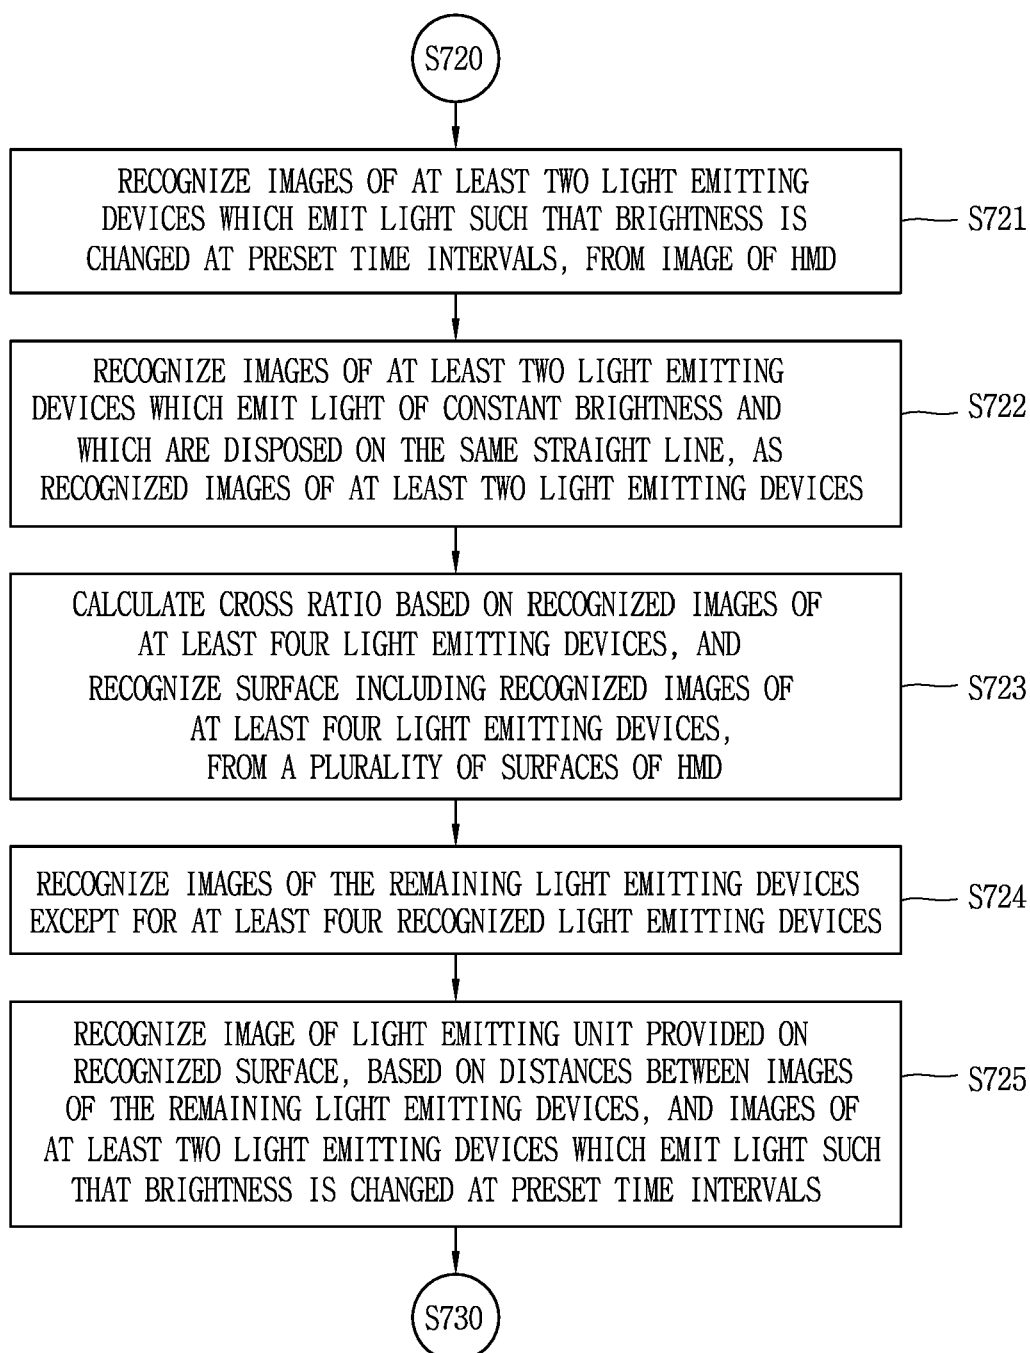 S720
RECOGNIZE IMAGES OF AT LEAST TWO LIGHT EMITTING
DEVICES WHICH EMIT LIGHT SUCH THAT BRIGHTNESS IS
CHANGED AT PRESET TIME INTERVALS, FROM IMAGE OF HMD
S721
RECOGNIZE IMAGES OF AT LEAST TWO LIGHT EMITTING
DEVICES WHICH EMIT LIGHT OF CONSTANT BRIGHTNESS AND
WHICH ARE DISPOSED ON THE SAME STRAIGHT LINE, AS
RECOGNIZED IMAGES OF AT LEAST TWO LIGHT EMITTING DEVICES
S722
CALCULATE CROSS RATIO BASED ON RECOGNIZED IMAGES OF
AT LEAST FOUR LIGHT EMITTING DEVICES, AND
RECOGNIZE SURFACE INCLUDING RECOGNIZED IMAGES OF
AT LEAST FOUR LIGHT EMITTING DEVICES,
FROM A PLURALITY OF SURFACES OF HMD
S723
RECOGNIZE IMAGES OF THE REMAINING LIGHT EMITTING DEVICES
EXCEPT FOR AT LEAST FOUR RECOGNIZED LIGHT EMITTING DEVICES
S724
RECOGNIZE IMAGE OF LIGHT EMITTING UNIT PROVIDED ON
RECOGNIZED SURFACE, BASED ON DISTANCES BETWEEN IMAGES
OF THE REMAINING LIGHT EMITTING DEVICES, AND IMAGES OF
AT LEAST TWO LIGHT EMITTING DEVICES WHICH EMIT LIGHT SUCH
THAT BRIGHTNESS IS CHANGED AT PRESET TIME INTERVALS
S725
S730